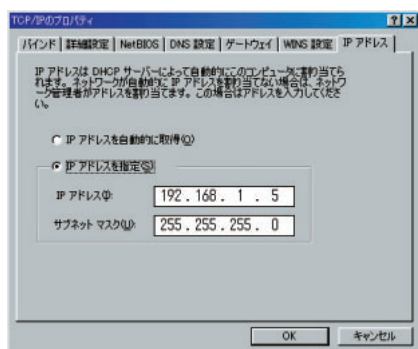 TCP/IPのプロパティ
バインド 詳細設定 NetBIOS DNS 設定 ゲートウェイ WINS 設定 IP アドレス
IP アドレスは DHCP サーバーによって自動的にこのコンピュータに割り当てら
れます。ネットワークが自動的に IP アドレスを割り当てない場合は、ネットワ
ーク管理者がアドレスを割り当てます。この場合はアドレスを入力してくださ
い。
IP アドレスを自動的に取得(O)
IP アドレスを指定(S)
IP アドレス(I): 192.168. 1 . 5
サブネット マスク(U): 255.255.255. 0
OK キャンセル